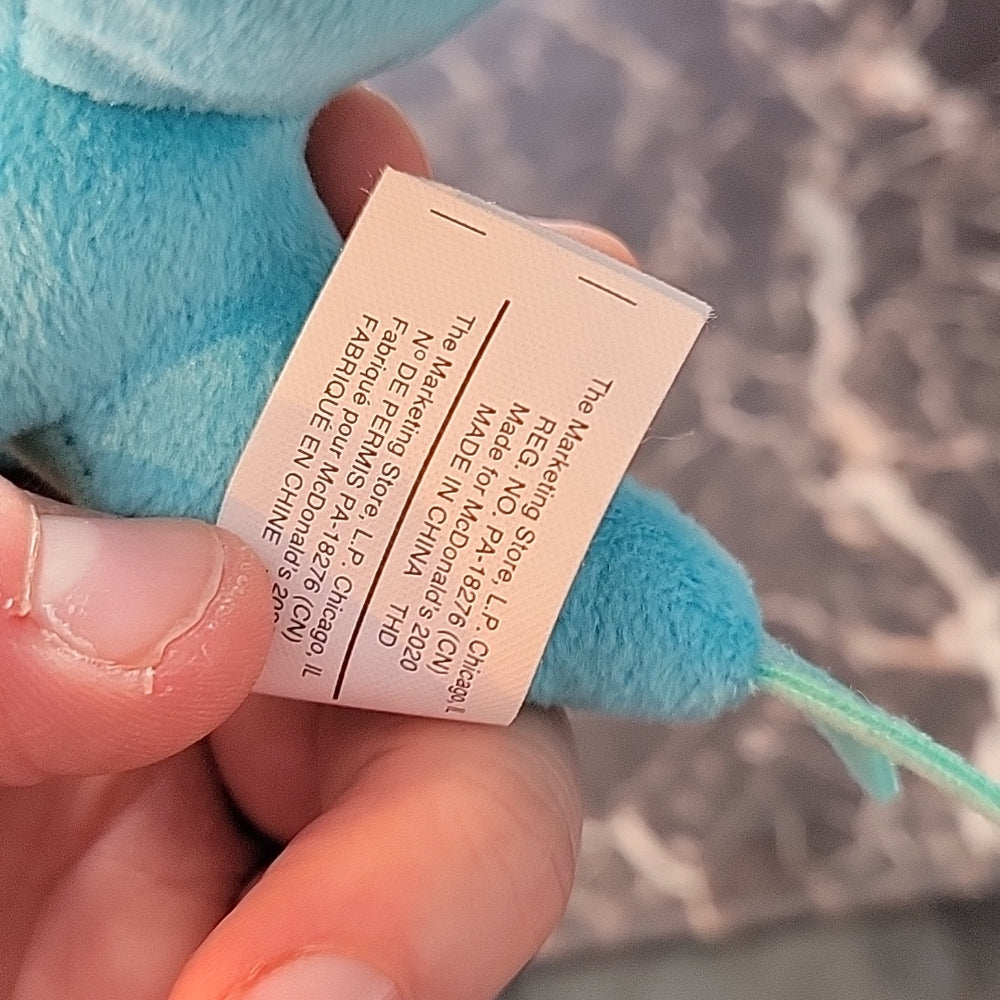 The Marketing Store, L.P. Chicago,
REG. NO. PA-18276 (CN)
Made for McDonald's 2020
MADE IN CHINA THD
The Marketing Store, L.P. Chicago, IL
N° DE PERMIS PA-18276 (CN)
Fabriqué pour McDonald's
FABRIQUÉ EN CHINE